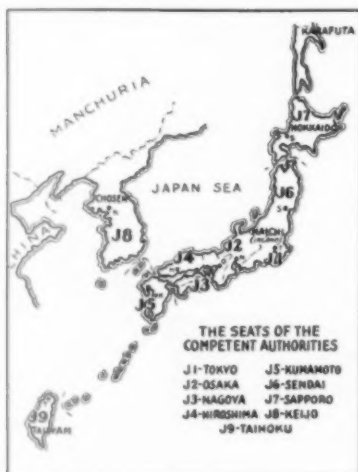 KARAFUTA
MANCHURIA
J7
HOKKAIDO
J6
JAPAN SEA
CHOSEN
CHINA
J8
J2
J4
J1
J3
J5
THE SEATS OF THE
COMPETENT AUTHORITIES
J1-TOKYO J5-KUMAMOTO
J2-OSAKA J6-SENDAI
J3-NAGOYA J7-SAPPORO
J4-HIROSHIMA J8-KEIJO
J9-TAIHOKU
J9
TAIWAN